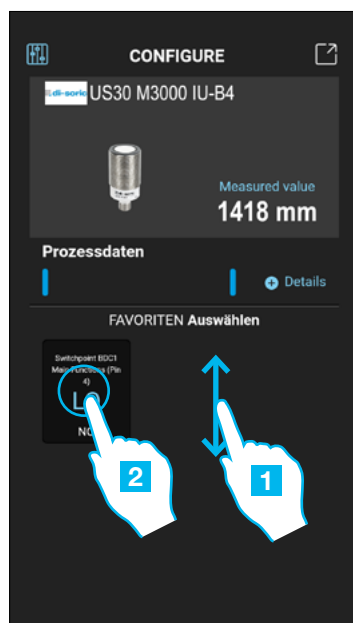 CONFIGURE
di-soric US30 M3000 IU-B4
Measured value
1418 mm
Prozessdaten
Details
FAVORITEN Auswählen
Switchpoint BDC1
Main Functions (Pin
4)
NO
2
1